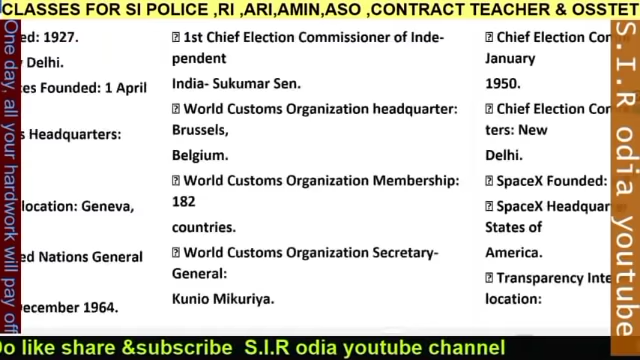 CLASSES FOR SI POLICE ,RI ,ARI,AMIN,ASO ,CONTRACT TEACHER & OSSTET
One day, all your hardwork will pay off
ed: 1927.
Delhi.
es Founded: 1 April
s Headquarters:
location: Geneva,
ed Nations General
ecember 1964.
1st Chief Election Commissioner of Inde-
pendent
India- Sukumar Sen.
World Customs Organization headquarter:
Brussels,
Belgium.
World Customs Organization Membership:
182
countries.
World Customs Organization Secretary-
General:
Kunio Mikuriya.
Chief Election Con
January
1950.
Chief Election Con
ters: New
Delhi.
SpaceX Founded:
SpaceX Headquar
States of
America.
Transparency Inte
location:
S.I.R odia youtube
Do like share &subscribe S.I.R odia youtube channel